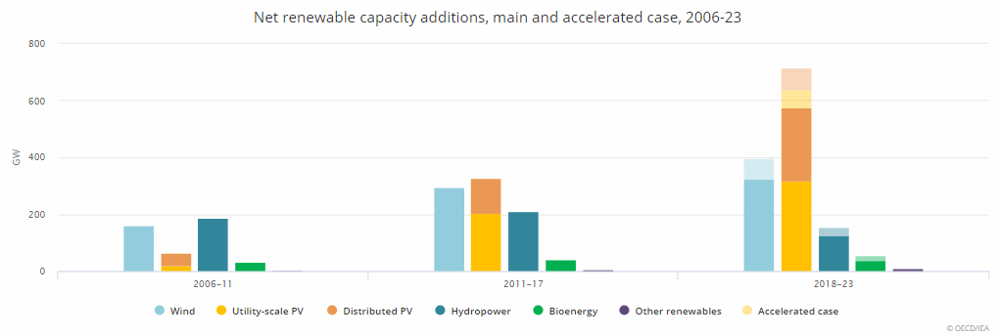 Net renewable capacity additions, main and accelerated case, 2006-23
800
600
GW
400
200
0
2006–11 2011–17 2018–23
Wind Utility-scale PV Distributed PV Hydropower Bioenergy Other renewables Accelerated case
© OECD/IEA